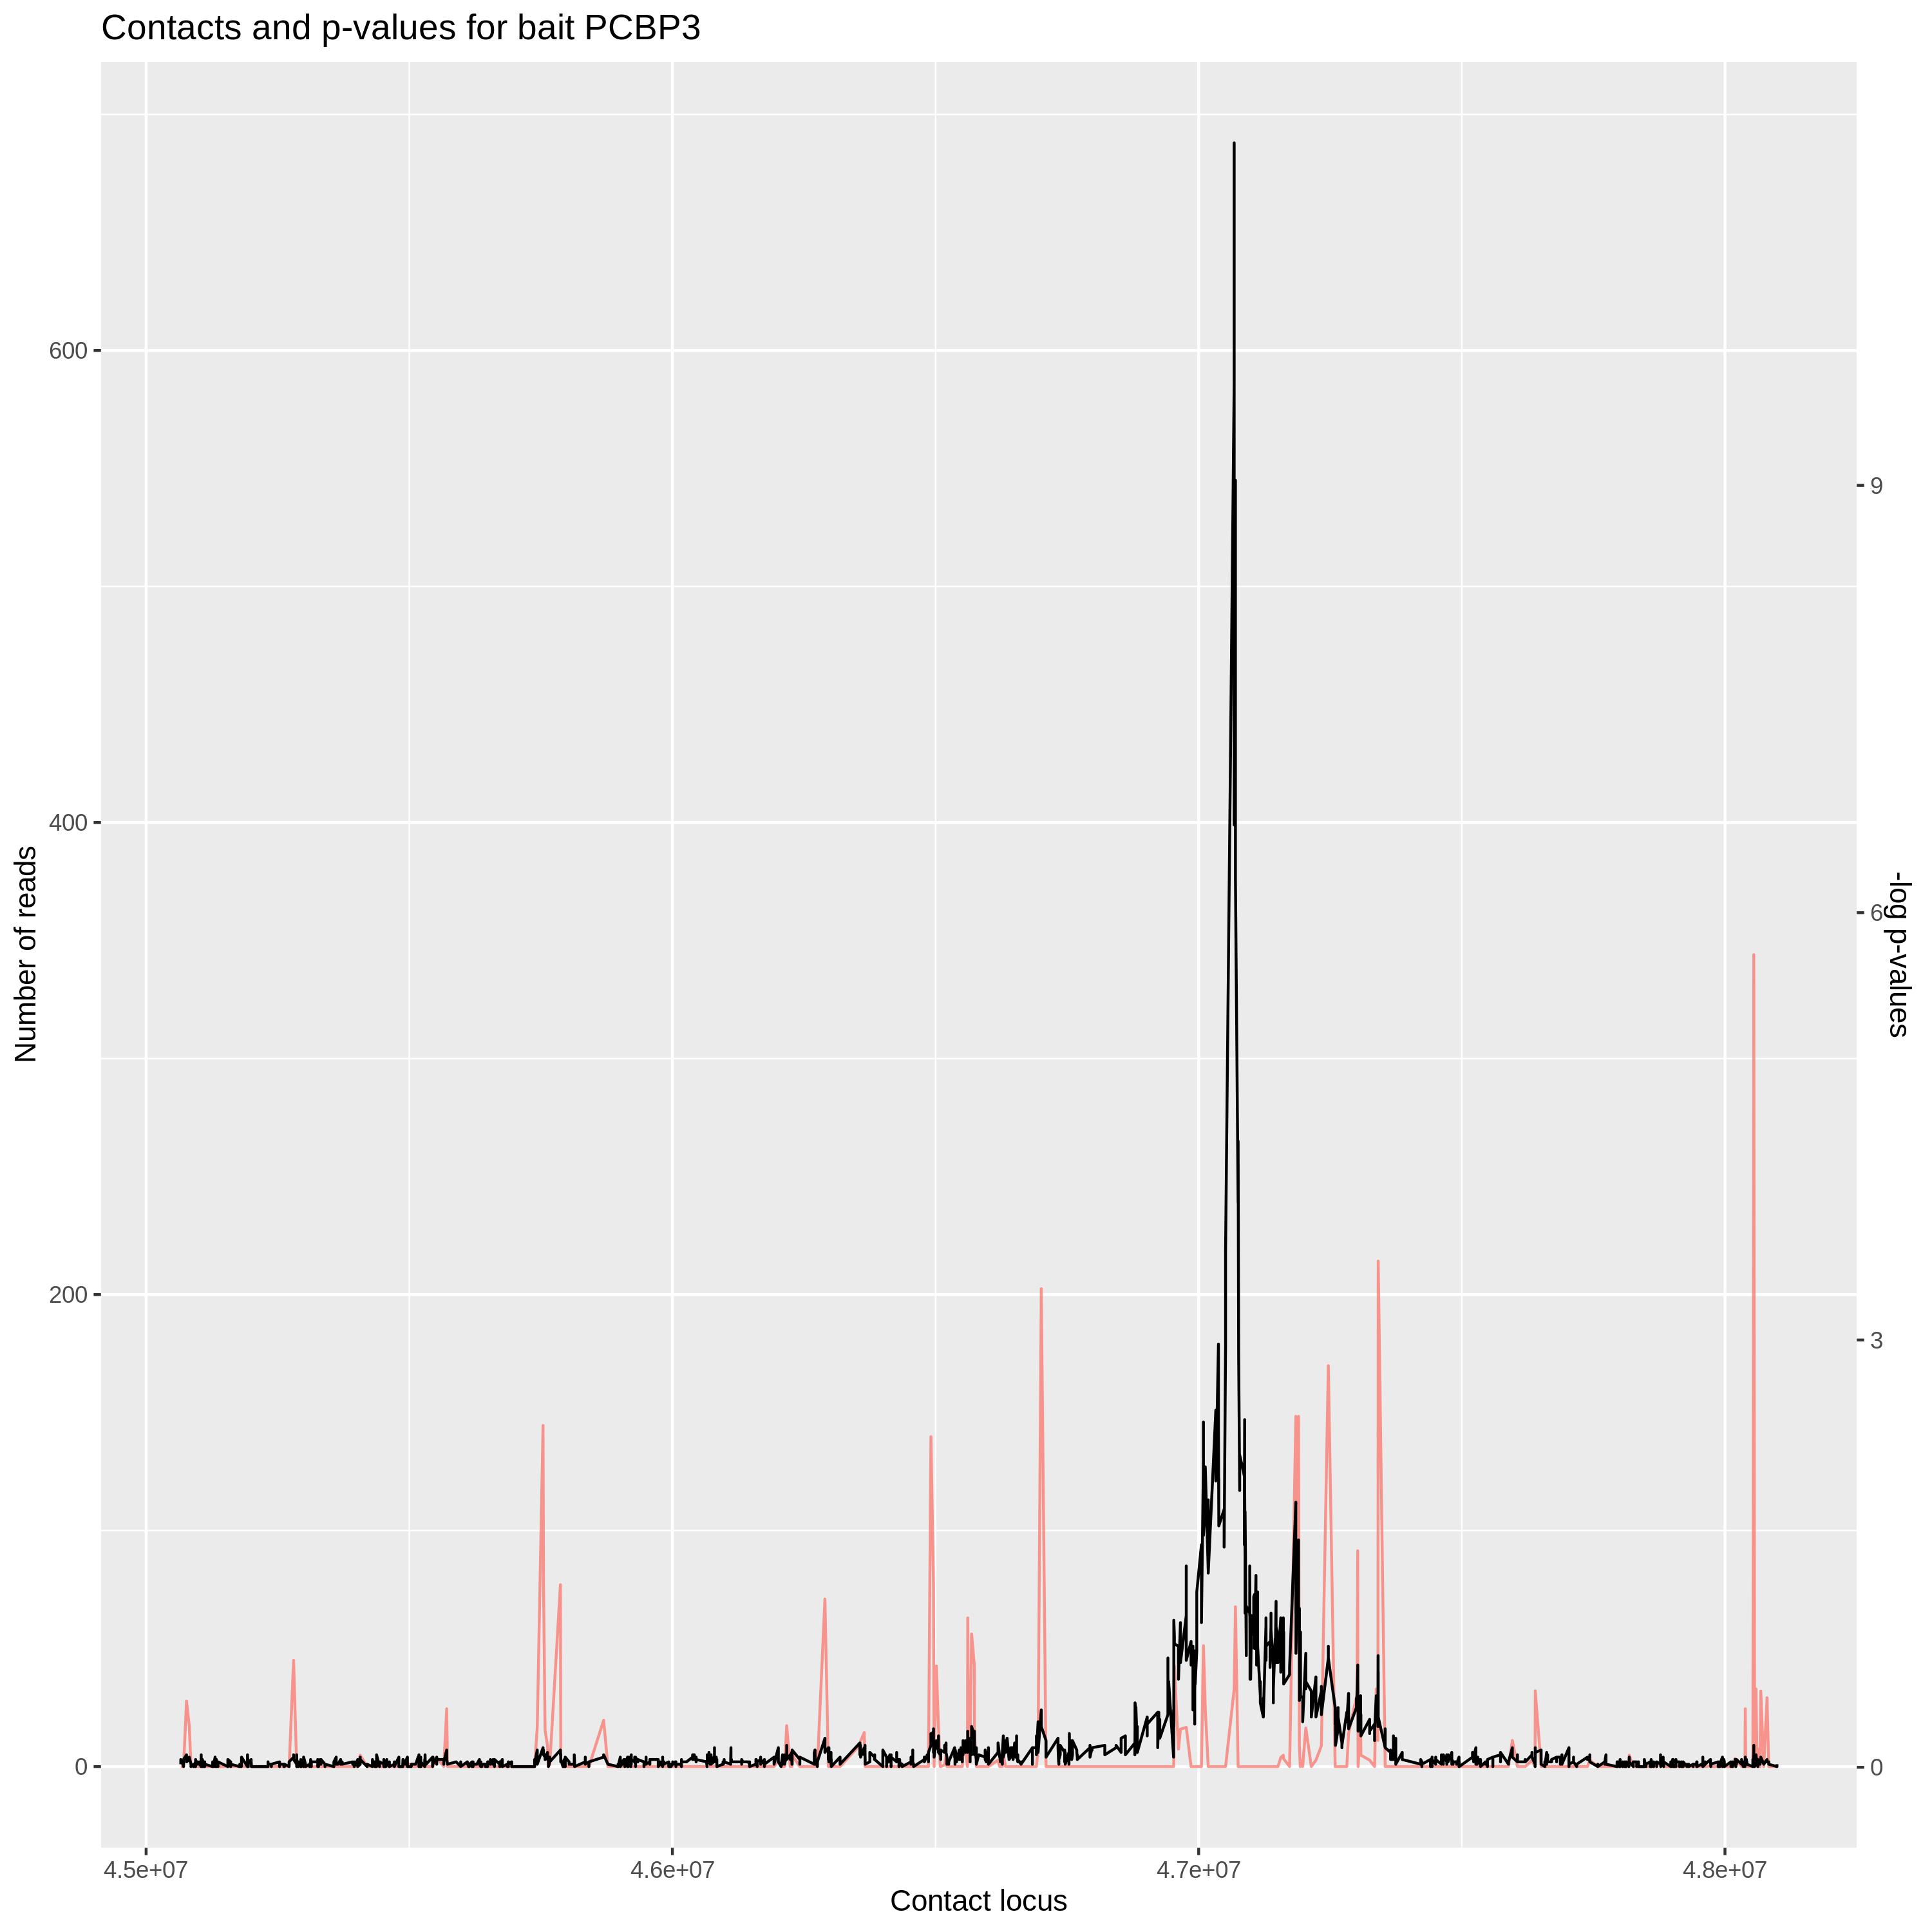 Contacts and p-values for bait PCBP3
600
400
200
0
Number of reads
9
6
3
0
-log p-values
4.5e+07 4.6e+07 4.7e+07 4.8e+07
Contact locus